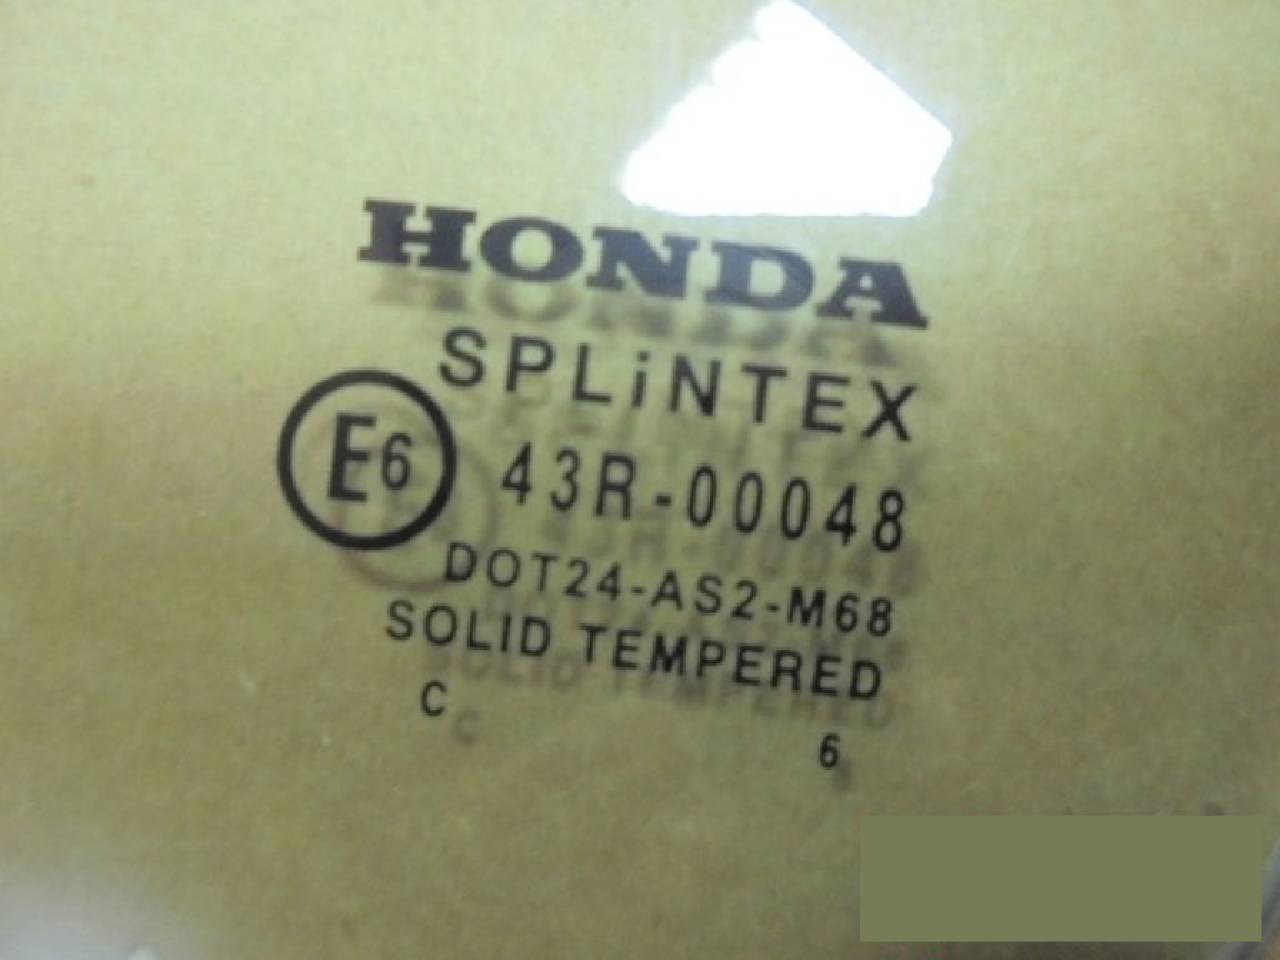 HONDA
SPLiNTEX
E6 43R-00048
DOT24-AS2-M68
SOLID TEMPERED
C 6